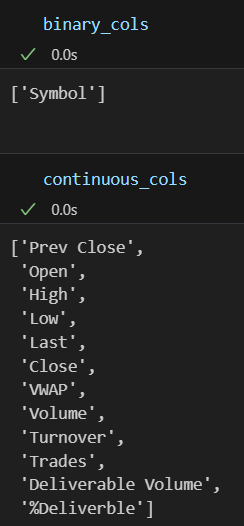 binary_cols
✓ 0.0s
['Symbol']
continuous_cols
✓ 0.0s
['Prev Close',
'Open',
'High',
'Low',
'Last',
'Close',
'VWAP',
'Volume',
'Turnover',
'Trades',
'Deliverable Volume',
'%Deliverble']